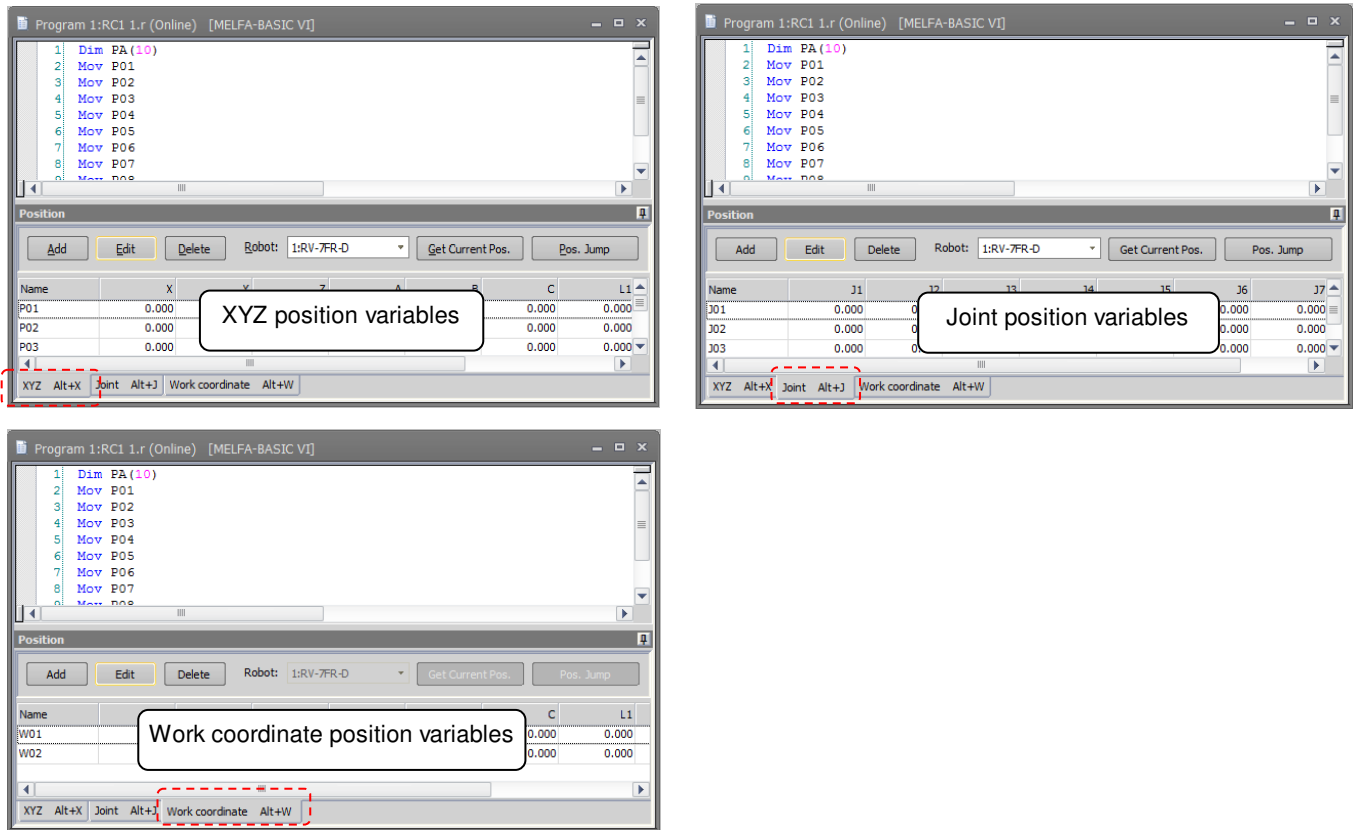 Program 1:RC1 1.r (Online) [MELFA-BASIC VI]
1 Dim PA(10)
2 Mov P01
3 Mov P02
4 Mov P03
5 Mov P04
6 Mov P05
7 Mov P06
8 Mov P07
9 Mov P08
Position
Add Edit Delete Robot: 1:RV-7FR-D Get Current Pos. Pos. Jump
Name X Y Z A B C L1
P01 0.000 0.000 0.000
P02 0.000 0.000
P03 0.000 0.000 0.000
XYZ position variables
XYZ Alt+X Joint Alt+J Work coordinate Alt+W
Program 1:RC1 1.r (Online) [MELFA-BASIC VI]
1 Dim PA(10)
2 Mov P01
3 Mov P02
4 Mov P03
5 Mov P04
6 Mov P05
7 Mov P06
8 Mov P07
9 Mov P08
Position
Add Edit Delete Robot: 1:RV-7FR-D Get Current Pos. Pos. Jump
Name J1 J2 J3 J4 J5 J6 J7
J01 0.000 0.000 0.000
J02 0.000 0.000 0.000
J03 0.000 0.000 0.000
Joint position variables
XYZ Alt+X Joint Alt+J Work coordinate Alt+W
Program 1:RC1 1.r (Online) [MELFA-BASIC VI]
1 Dim PA(10)
2 Mov P01
3 Mov P02
4 Mov P03
5 Mov P04
6 Mov P05
7 Mov P06
8 Mov P07
9 Mov P08
Position
Add Edit Delete Robot: 1:RV-7FR-D Get Current Pos. Pos. Jump
Name C L1
W01 0.000 0.000
W02 0.000 0.000
Work coordinate position variables
XYZ Alt+X Joint Alt+J Work coordinate Alt+W